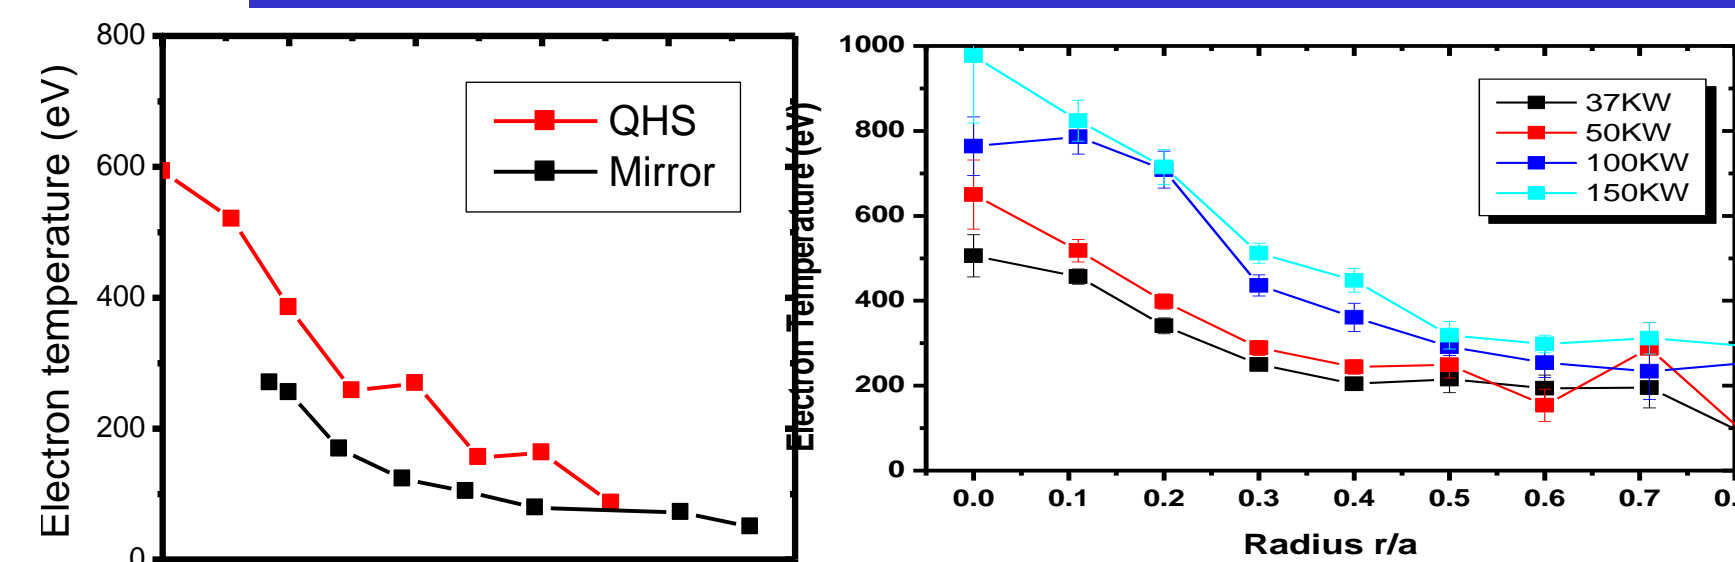 800
600
400
200
0
Electron temperature (eV)
QHS
Mirror
1000
800
600
400
200
0
Electron Temperature (eV)
37KW
50KW
100KW
150KW
0.0 0.1 0.2 0.3 0.4 0.5 0.6 0.7 0.
Radius r/a